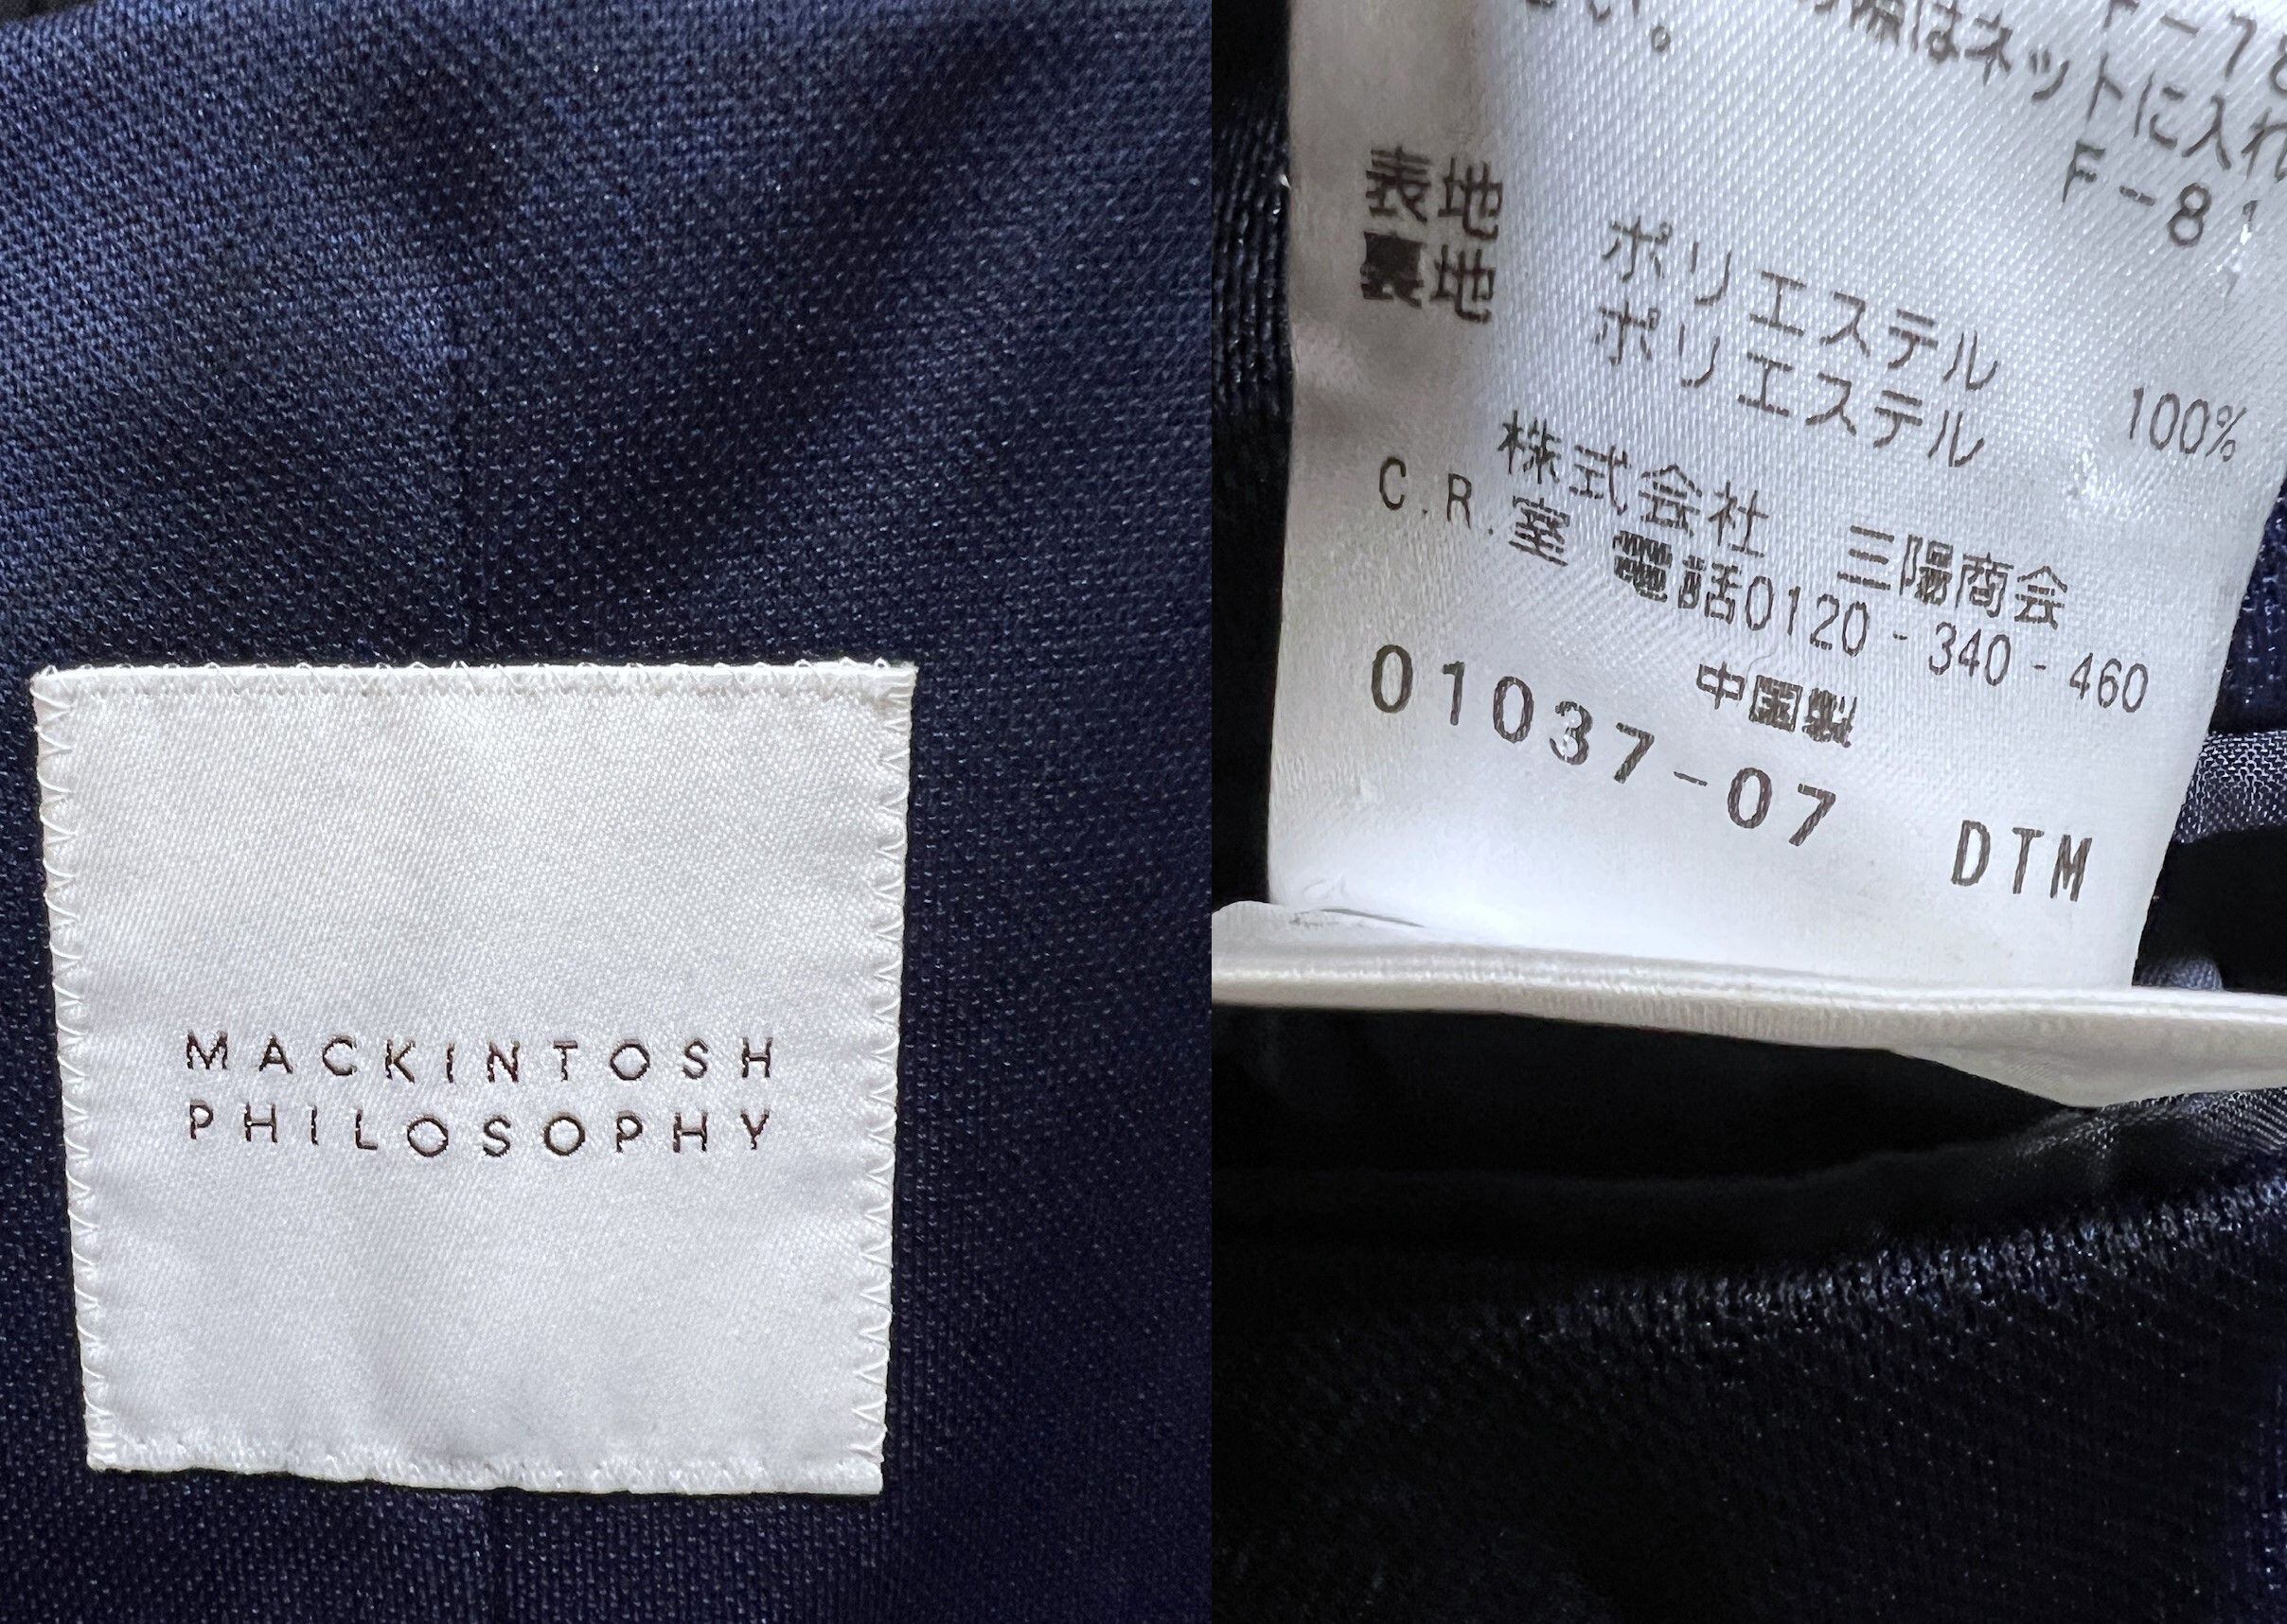 MACKINTOSH
PHILOSOPHY
い。
F-78
はネットに入れ
F-81
表地 ポリエステル
裏地 ポリエステル 100%
株式会社 三陽商会
C.R.室 電話0120-340-460
中国製
01037-07 DTM